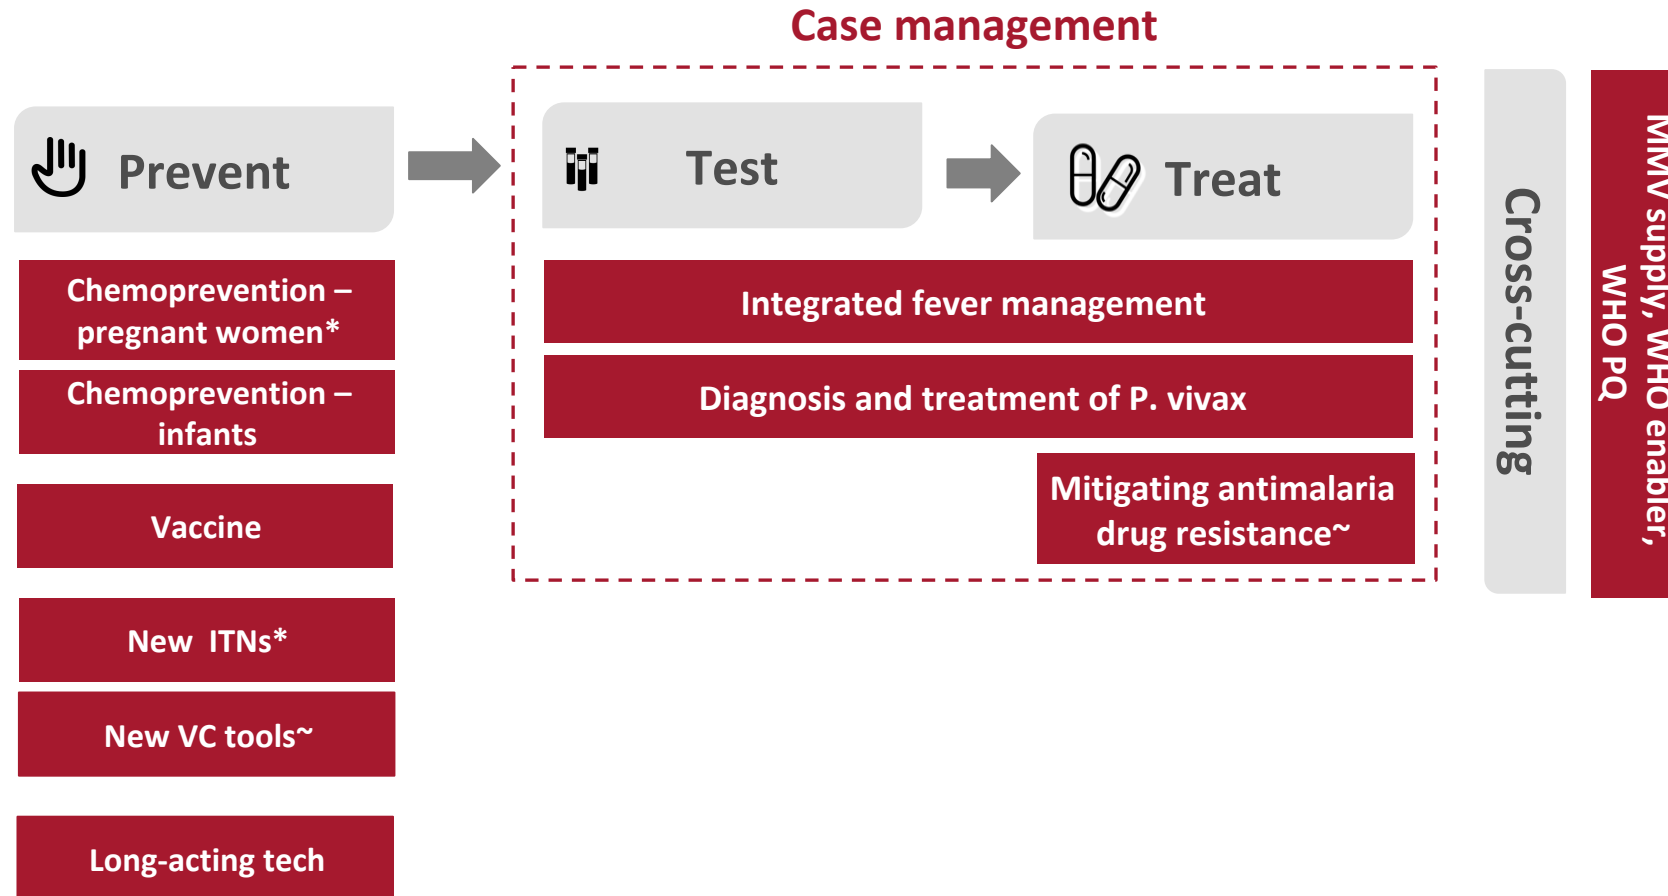 Case management
Prevent
Test
Treat
Chemoprevention –
pregnant women*
Chemoprevention –
infants
Vaccine
New ITNs*
New VC tools~
Long-acting tech
Integrated fever management
Diagnosis and treatment of P. vivax
Mitigating antimalaria
drug resistance~
Cross-cutting
MMV supply, WHO enabler,
WHO PQ